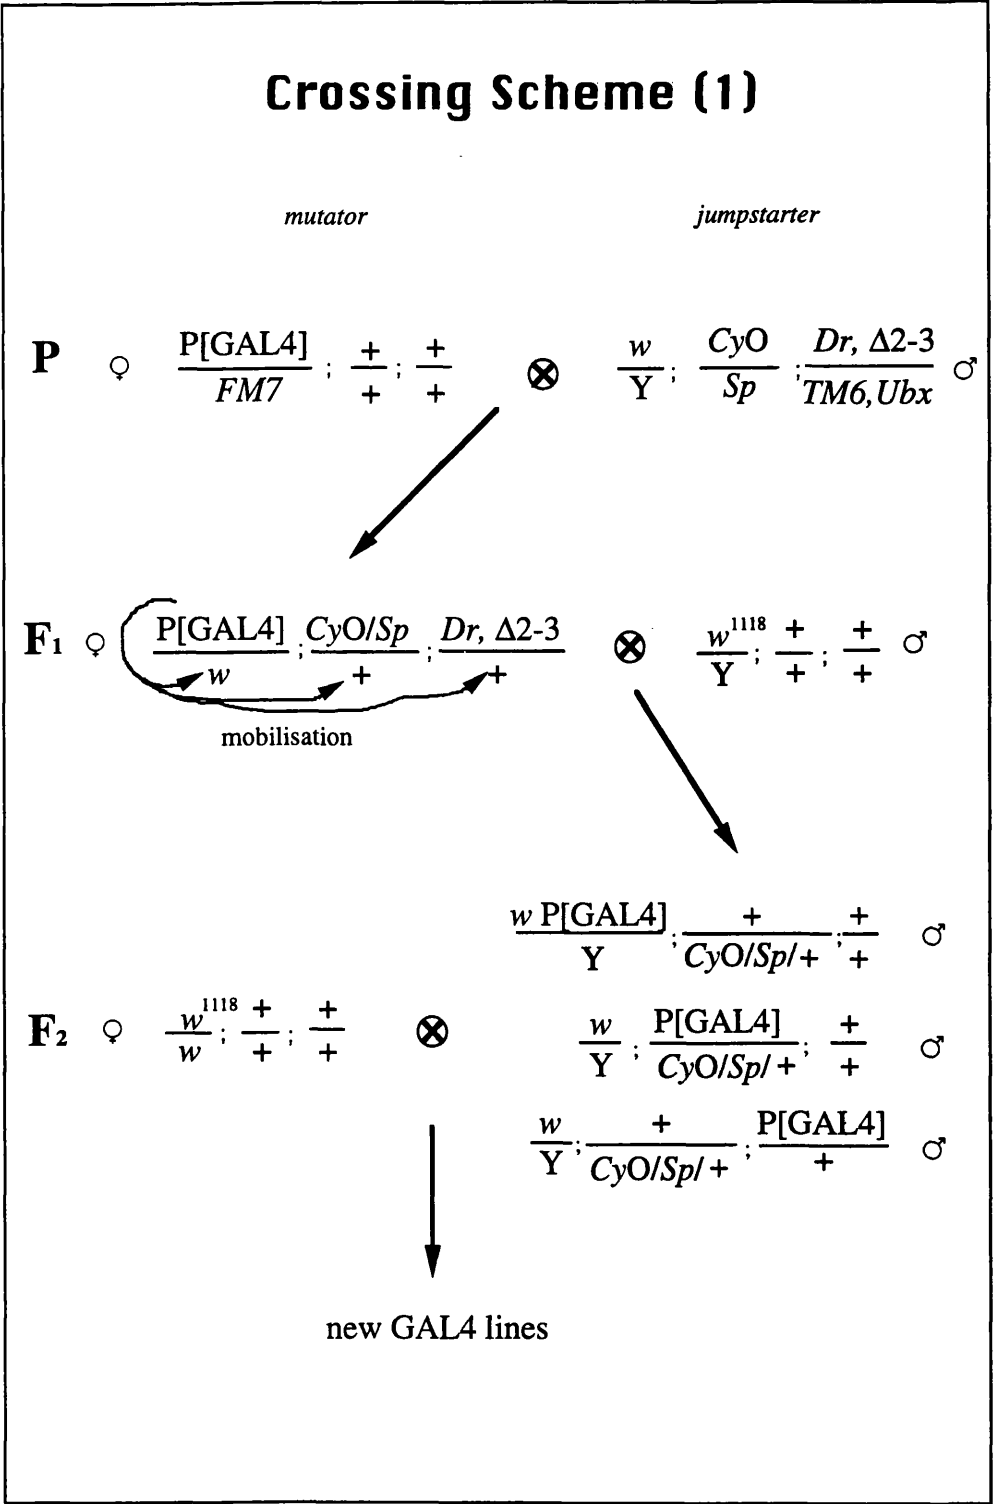 Crossing Scheme (1)
mutator jumpstarter
P ♀ P[GAL4]/FM7 ; +/+ ; +/+ ⊗ w/Y ; CyO/Sp ; Dr, Δ2-3/TM6, Ubx ♂
F1 ♀ P[GAL4]/w ; CyO/Sp/+ ; Dr, Δ2-3/+ ⊗ w1118/Y ; +/+ ; +/+ ♂
mobilisation
w P[GAL4]/Y ; +/CyO/Sp/+ ; +/+ ♂
F2 ♀ w1118/w ; +/+ ; +/+ ⊗ w/Y ; P[GAL4]/CyO/Sp/+ ; +/+ ♂
w/Y ; +/CyO/Sp/+ ; P[GAL4]/+ ♂
new GAL4 lines